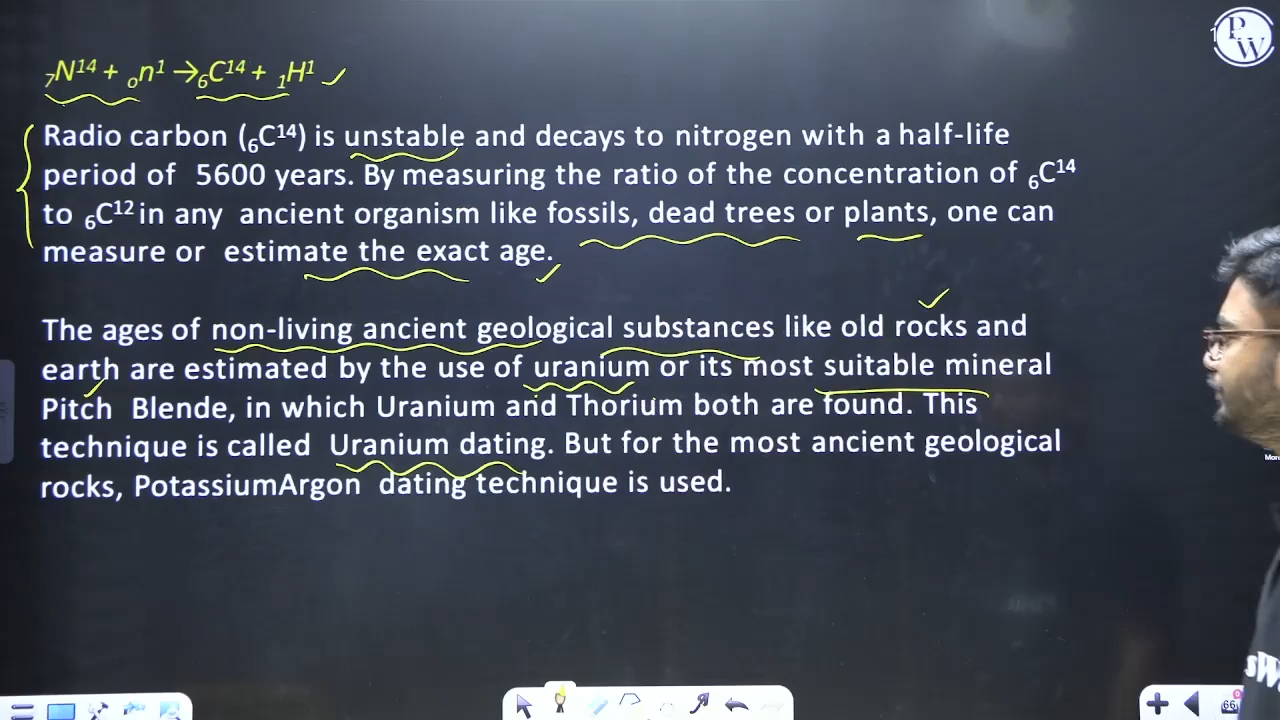 PW
₇N¹⁴ + ₀n¹ → ₆C¹⁴ + ₁H¹
Radio carbon (₆C¹⁴) is unstable and decays to nitrogen with a half-life
period of 5600 years. By measuring the ratio of the concentration of ₆C¹⁴
to ₆C¹² in any ancient organism like fossils, dead trees or plants, one can
measure or estimate the exact age.
The ages of non-living ancient geological substances like old rocks and
earth are estimated by the use of uranium or its most suitable mineral
Pitch Blende, in which Uranium and Thorium both are found. This
technique is called Uranium dating. But for the most ancient geological
rocks, PotassiumArgon dating technique is used.
66